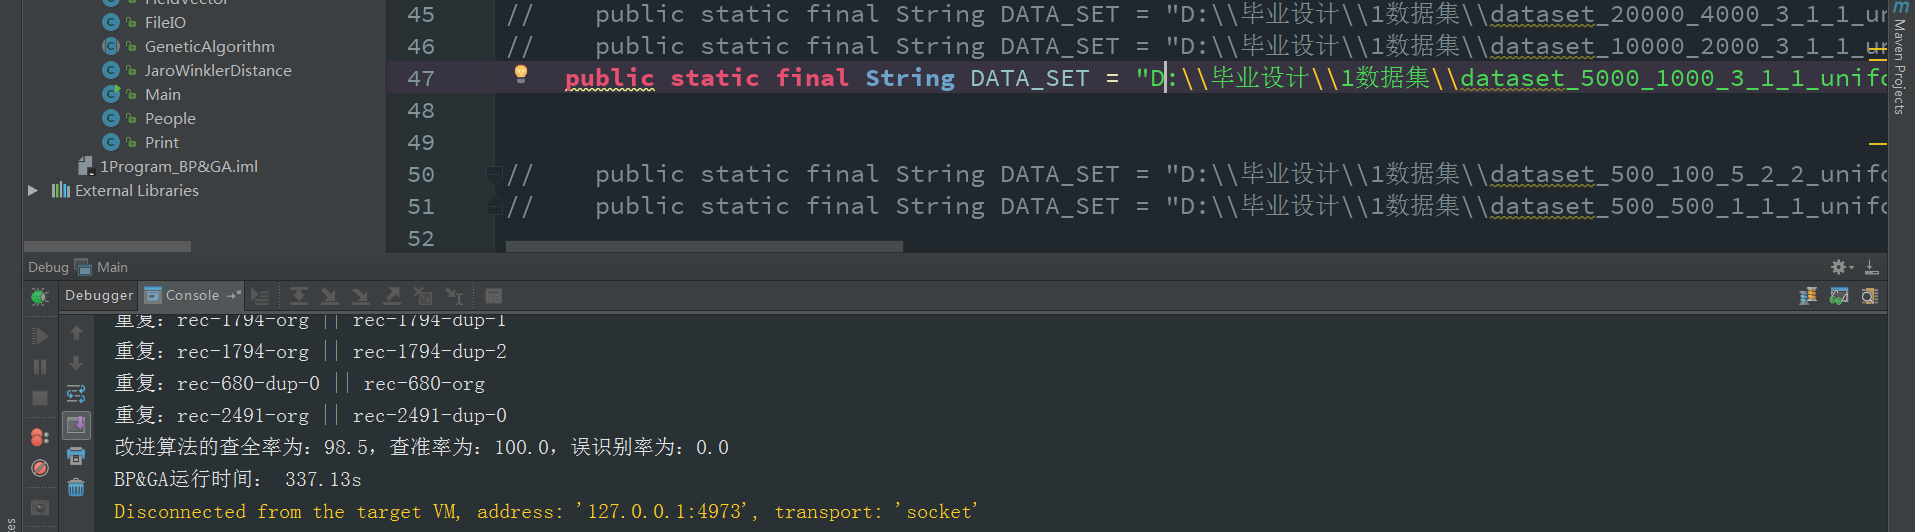 FieldVector
FileIO
GeneticAlgorithm
JaroWinklerDistance
Main
People
Print
1Program_BP&GA.iml
External Libraries
45 //    public static final String DATA_SET = "D:\\毕业设计\\1数据集\\dataset_20000_4000_3_1_1_un
46 //    public static final String DATA_SET = "D:\\毕业设计\\1数据集\\dataset_10000_2000_3_1_1_un
47    public static final String DATA_SET = "D:\\毕业设计\\1数据集\\dataset_5000_1000_3_1_1_unifo
48
49
50 //    public static final String DATA_SET = "D:\\毕业设计\\1数据集\\dataset_500_100_5_2_2_unifo
51 //    public static final String DATA_SET = "D:\\毕业设计\\1数据集\\dataset_500_500_1_1_1_unifo
52
Maven Projects
Debug Main
Debugger Console
重复：rec-1794-org || rec-1794-dup-1
重复：rec-1794-org || rec-1794-dup-2
重复：rec-680-dup-0 || rec-680-org
重复：rec-2491-org || rec-2491-dup-0
改进算法的查全率为：98.5，查准率为：100.0，误识别率为：0.0
BP&GA运行时间： 337.13s
Disconnected from the target VM, address: '127.0.0.1:4973', transport: 'socket'